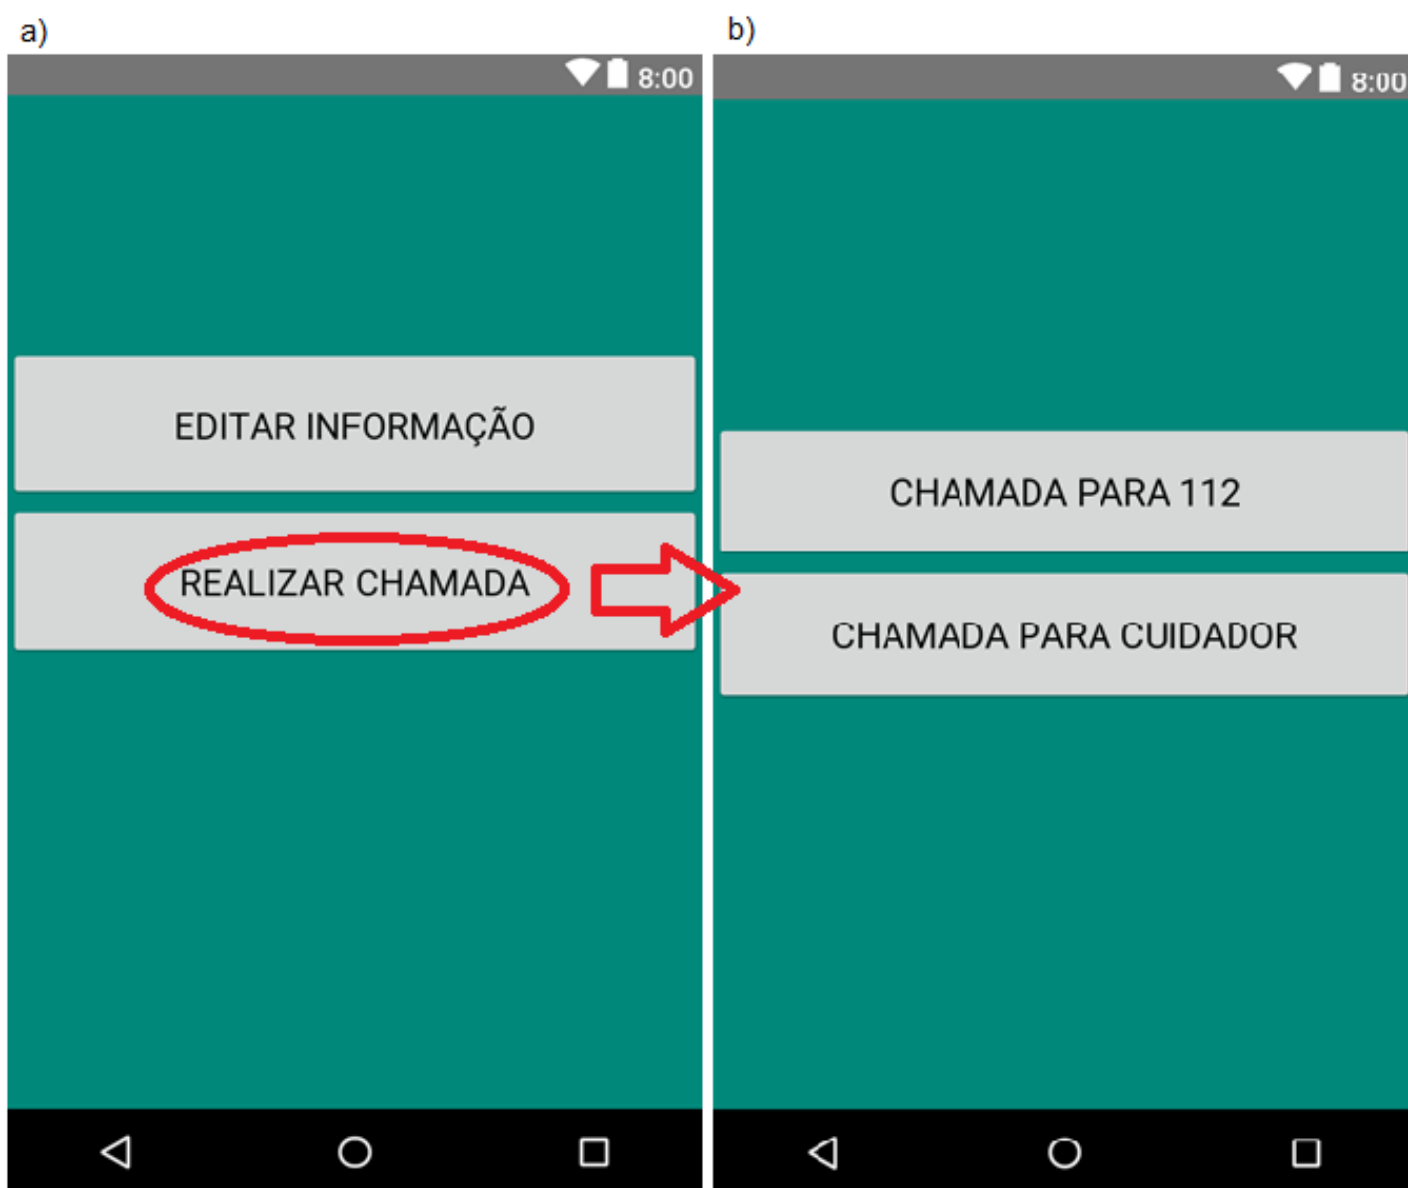 a)
8:00
EDITAR INFORMAÇÃO
REALIZAR CHAMADA
b)
8:00
CHAMADA PARA 112
CHAMADA PARA CUIDADOR